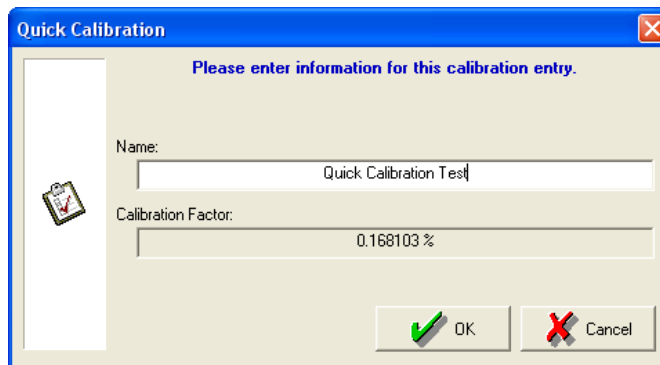 Quick Calibration
Please enter information for this calibration entry.
Name:
Quick Calibration Test
Calibration Factor:
0.168103 %
OK
Cancel